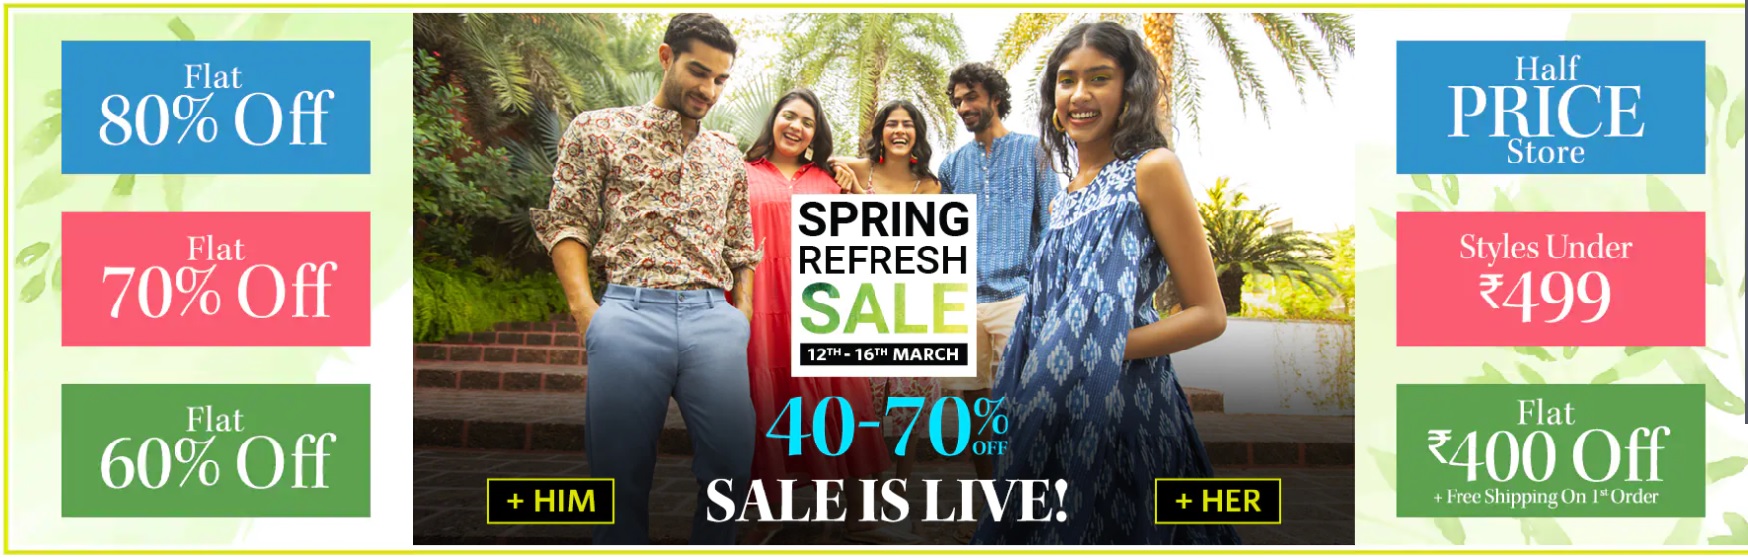 Flat
80% Off
Flat
70% Off
Flat
60% Off
SPRING
REFRESH
SALE
12TH - 16TH MARCH
40-70%
OFF
+ HIM
SALE IS LIVE!
+ HER
Half
PRICE
Store
Styles Under
₹499
Flat
₹400 Off
+ Free Shipping On 1st Order